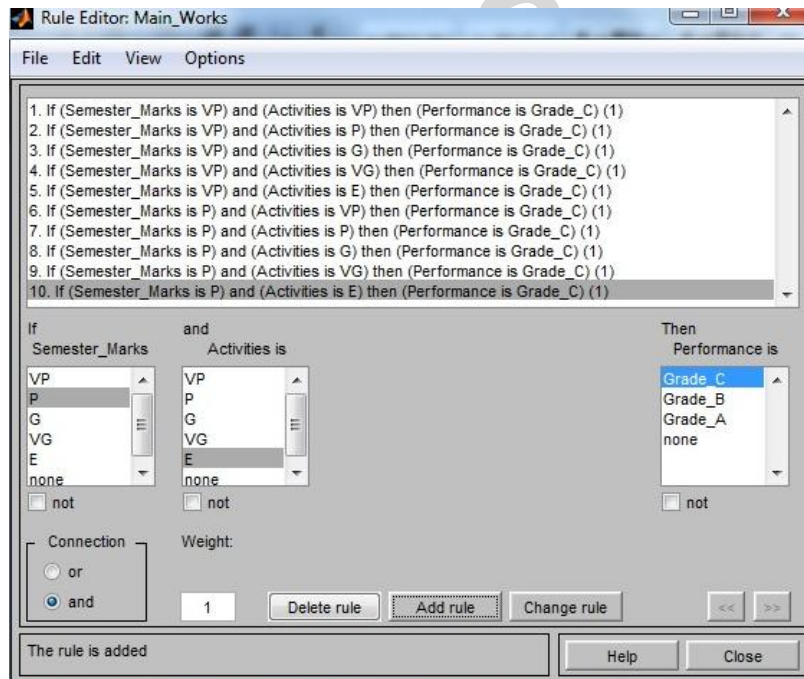 Rule Editor: Main_Works
File Edit View Options
1. If (Semester_Marks is VP) and (Activities is VP) then (Performance is Grade_C) (1)
2. If (Semester_Marks is VP) and (Activities is P) then (Performance is Grade_C) (1)
3. If (Semester_Marks is VP) and (Activities is G) then (Performance is Grade_C) (1)
4. If (Semester_Marks is VP) and (Activities is VG) then (Performance is Grade_C) (1)
5. If (Semester_Marks is VP) and (Activities is E) then (Performance is Grade_C) (1)
6. If (Semester_Marks is P) and (Activities is VP) then (Performance is Grade_C) (1)
7. If (Semester_Marks is P) and (Activities is P) then (Performance is Grade_C) (1)
8. If (Semester_Marks is P) and (Activities is G) then (Performance is Grade_C) (1)
9. If (Semester_Marks is P) and (Activities is VG) then (Performance is Grade_C) (1)
10. If (Semester_Marks is P) and (Activities is E) then (Performance is Grade_C) (1)
If and Then
Semester_Marks Activities is Performance is
VP VP Grade_C
P P Grade_B
G G Grade_A
VG VG none
E E
none none
not not not
Connection Weight:
or
and 1 Delete rule Add rule Change rule << >>
The rule is added Help Close